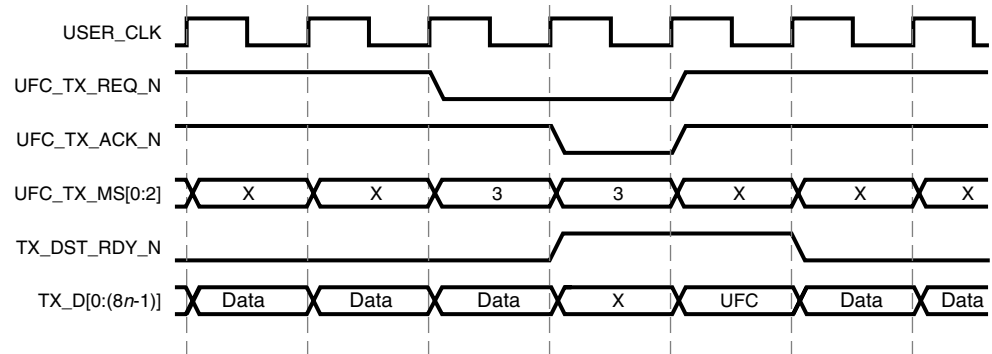 USER_CLK
UFC_TX_REQ_N
UFC_TX_ACK_N
UFC_TX_MS[0:2] X X 3 3 X X X
TX_DST_RDY_N
TX_D[0:(8n-1)] Data Data Data X UFC Data Data